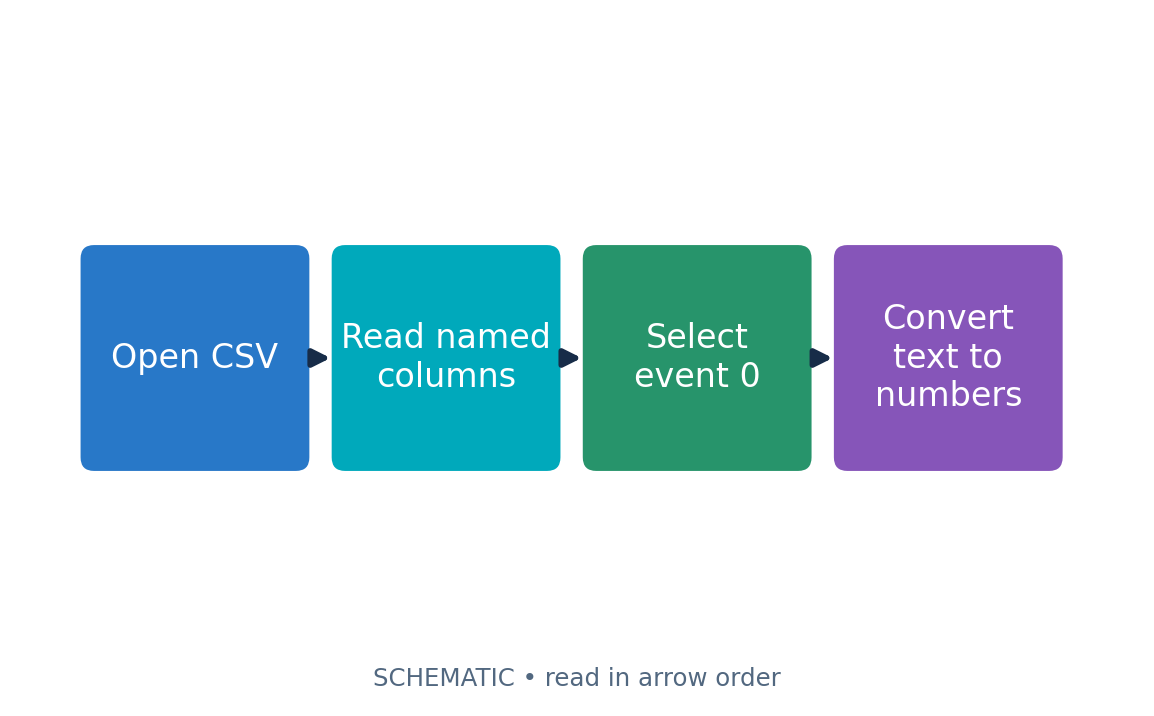 Open CSV
Read named
columns
Select
event 0
Convert
text to
numbers
SCHEMATIC • read in arrow order